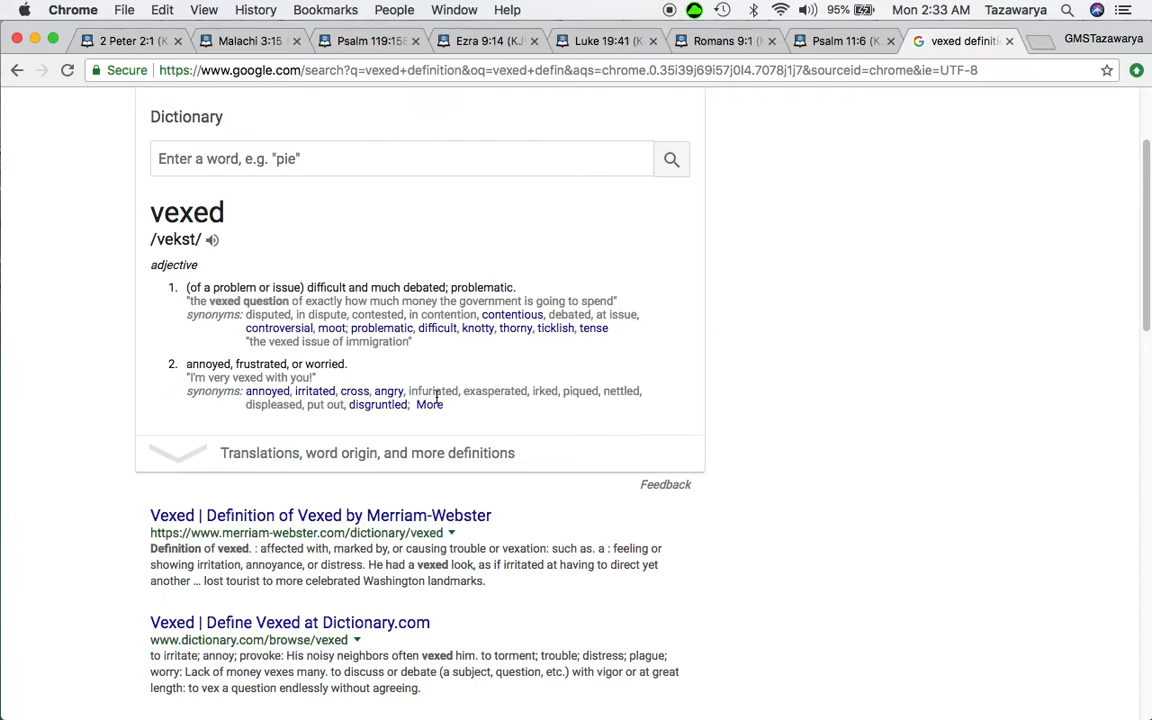 Chrome File Edit View History Bookmarks People Window Help 95% Mon 2:33 AM Tazawarya
2 Peter 2:1 (K Malachi 3:15 Psalm 119:158 Ezra 9:14 (KJ Luke 19:41 (K Romans 9:1 ( Psalm 11:6 (K vexed definiti GMSTazawarya
Secure https://www.google.com/search?q=vexed+definition&oq=vexed+defin&aqs=chrome.0.35i39j69i57j0l4.7078j1j7&sourceid=chrome&ie=UTF-8
Dictionary
Enter a word, e.g. "pie"
vexed
/vekst/
adjective
1. (of a problem or issue) difficult and much debated; problematic.
"the vexed question of exactly how much money the government is going to spend"
synonyms: disputed, in dispute, contested, in contention, contentious, debated, at issue,
controversial, moot; problematic, difficult, knotty, thorny, ticklish, tense
"the vexed issue of immigration"
2. annoyed, frustrated, or worried.
"I'm very vexed with you!"
synonyms: annoyed, irritated, cross, angry, infuriated, exasperated, irked, piqued, nettled,
displeased, put out, disgruntled; More
Translations, word origin, and more definitions
Feedback
Vexed | Definition of Vexed by Merriam-Webster
https://www.merriam-webster.com/dictionary/vexed
Definition of vexed. : affected with, marked by, or causing trouble or vexation: such as. a : feeling or
showing irritation, annoyance, or distress. He had a vexed look, as if irritated at having to direct yet
another ... lost tourist to more celebrated Washington landmarks.
Vexed | Define Vexed at Dictionary.com
www.dictionary.com/browse/vexed
to irritate; annoy; provoke: His noisy neighbors often vexed him. to torment; trouble; distress; plague;
worry: Lack of money vexes many. to discuss or debate (a subject, question, etc.) with vigor or at great
length: to vex a question endlessly without agreeing.